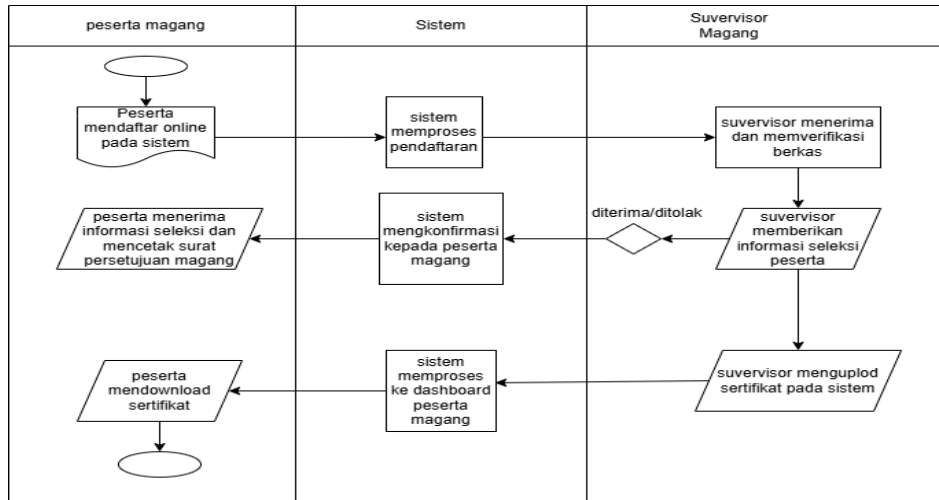 peserta magang
Sistem
Suvervisor
Magang
Peserta
mendaftar online
pada sistem
sistem
memproses
pendaftaran
suvervisor menerima
dan memverifikasi
berkas
peserta menerima
informasi seleksi dan
mencetak surat
persetujuan magang
sistem
mengkonfirmasi
kepada peserta
magang
diterima/ditolak
suvervisor
memberikan
informasi seleksi
peserta
peserta
mendownload
sertifikat
sistem
memproses
ke dashboard
peserta
magang
suvervisor menguplod
sertifikat pada sistem